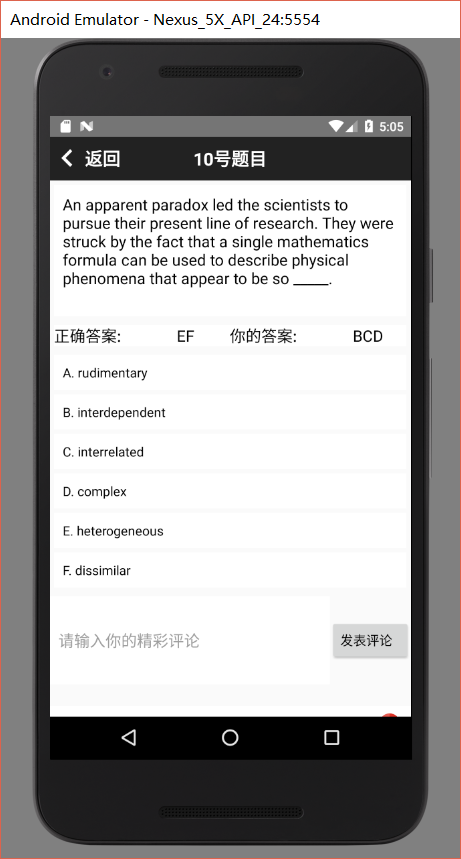 Android Emulator - Nexus_5X_API_24:5554
5:05
返回 10号题目
An apparent paradox led the scientists to
pursue their present line of research. They were
struck by the fact that a single mathematics
formula can be used to describe physical
phenomena that appear to be so _____.
正确答案: EF 你的答案: BCD
A. rudimentary
B. interdependent
C. interrelated
D. complex
E. heterogeneous
F. dissimilar
请输入你的精彩评论 发表评论